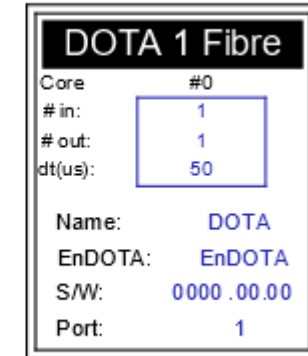 DOTA 1 Fibre
Core #0
# in: 1
# out: 1
dt(us): 50
Name: DOTA
EnDOTA: EnDOTA
S/W: 0000 .00.00
Port: 1